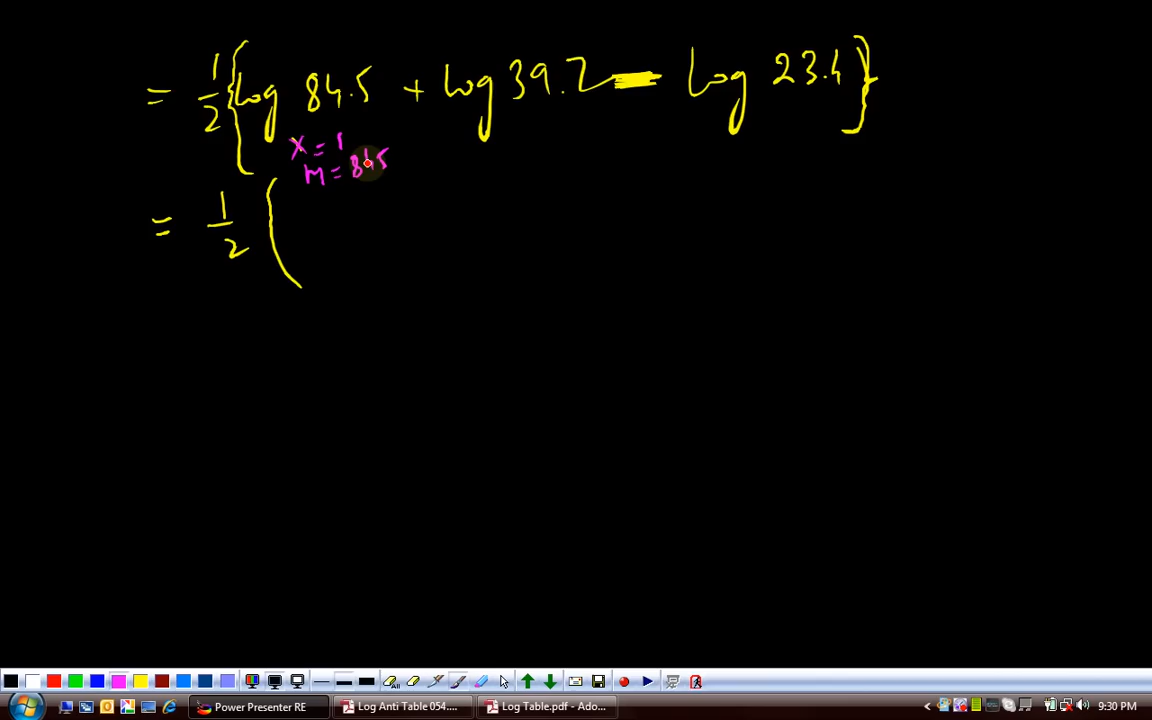 = 1/2 {log 84.5 + log 39.2 - log 23.4}
x = 1
m = 845
= 1/2 (
Power Presenter RE
Log Anti Table 054....
Log Table.pdf - Ado...
9:30 PM